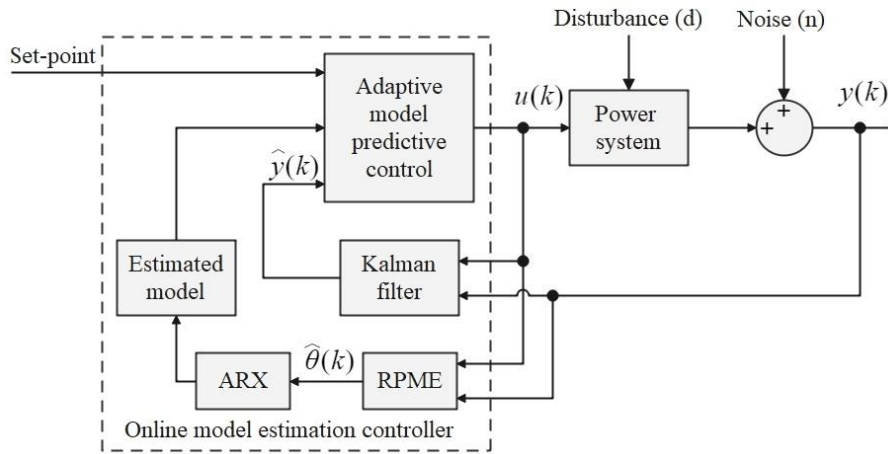 Disturbance (d)
Noise (n)
Set-point
Adaptive
model
predictive
control
u(k)
Power
system
+
+
y(k)
ŷ(k)
Estimated
model
Kalman
filter
ARX
θ̂(k)
RPME
Online model estimation controller